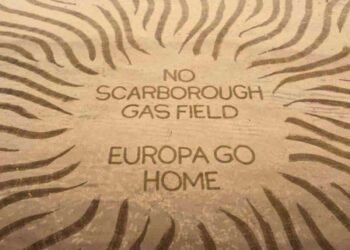 NO
SCARBOROUGH
GAS FIELD
EUROPA GO
HOME